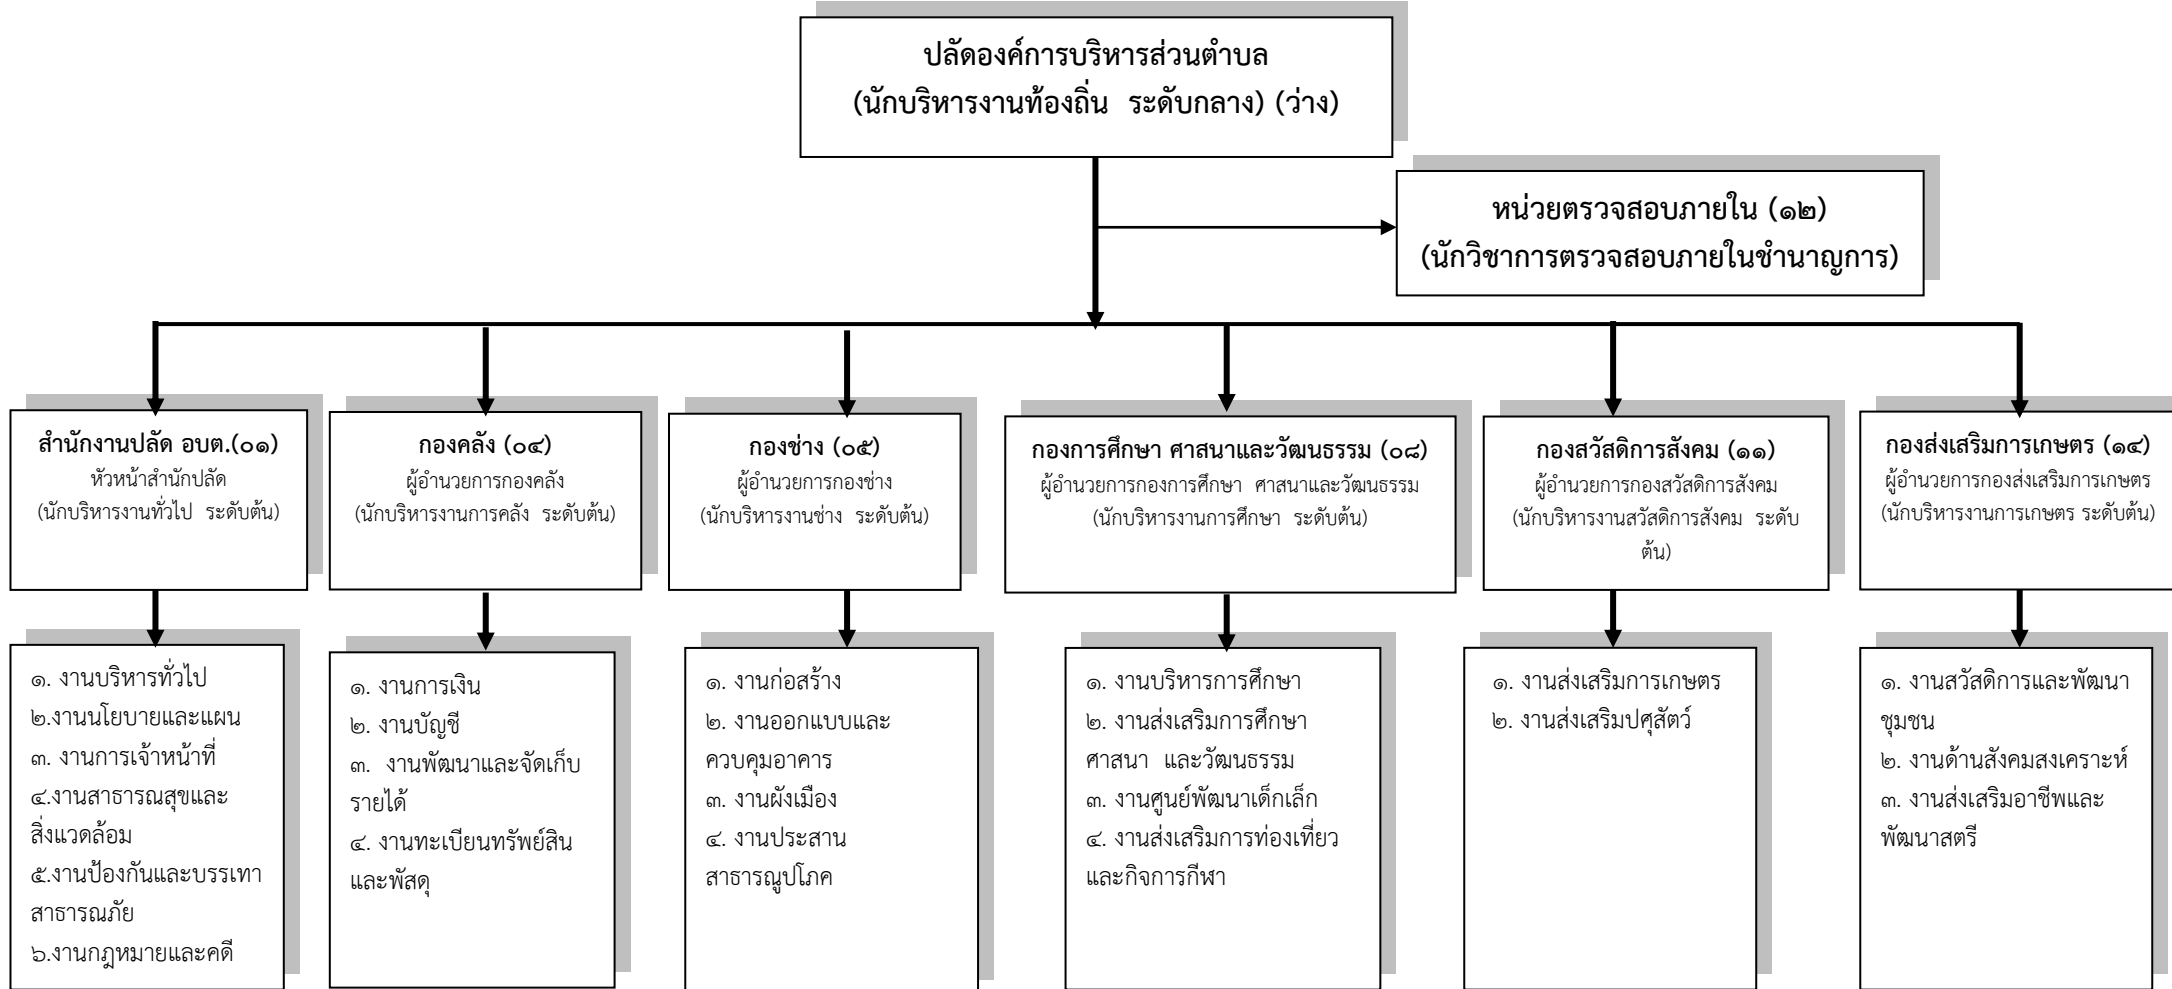 ปลัดองค์การบริหารส่วนตำบล
(นักบริหารงานท้องถิ่น ระดับกลาง) (ว่าง)
หน่วยตรวจสอบภายใน (๑๒)
(นักวิชาการตรวจสอบภายในชำนาญการ)
สำนักงานปลัด อบต.(๐๑)
หัวหน้าสำนักปลัด
(นักบริหารงานทั่วไป ระดับต้น)
กองคลัง (๐๔)
ผู้อำนวยการกองคลัง
(นักบริหารงานการคลัง ระดับต้น)
กองช่าง (๐๕)
ผู้อำนวยการกองช่าง
(นักบริหารงานช่าง ระดับต้น)
กองการศึกษา ศาสนาและวัฒนธรรม (๐๘)
ผู้อำนวยการกองการศึกษา ศาสนาและวัฒนธรรม
(นักบริหารงานการศึกษา ระดับต้น)
กองสวัสดิการสังคม (๑๑)
ผู้อำนวยการกองสวัสดิการสังคม
(นักบริหารงานสวัสดิการสังคม ระดับ
ต้น)
กองส่งเสริมการเกษตร (๑๔)
ผู้อำนวยการกองส่งเสริมการเกษตร
(นักบริหารงานการเกษตร ระดับต้น)
๑. งานบริหารทั่วไป
๒.งานนโยบายและแผน
๓. งานการเจ้าหน้าที่
๔.งานสาธารณสุขและ
สิ่งแวดล้อม
๕.งานป้องกันและบรรเทา
สาธารณภัย
๖.งานกฎหมายและคดี
๑. งานการเงิน
๒. งานบัญชี
๓. งานพัฒนาและจัดเก็บ
รายได้
๔. งานทะเบียนทรัพย์สิน
และพัสดุ
๑. งานก่อสร้าง
๒. งานออกแบบและ
ควบคุมอาคาร
๓. งานผังเมือง
๔. งานประสาน
สาธารณูปโภค
๑. งานบริหารการศึกษา
๒. งานส่งเสริมการศึกษา
ศาสนา และวัฒนธรรม
๓. งานศูนย์พัฒนาเด็กเล็ก
๔. งานส่งเสริมการท่องเที่ยว
และกิจการกีฬา
๑. งานส่งเสริมการเกษตร
๒. งานส่งเสริมปศุสัตว์
๑. งานสวัสดิการและพัฒนา
ชุมชน
๒. งานด้านสังคมสงเคราะห์
๓. งานส่งเสริมอาชีพและ
พัฒนาสตรี